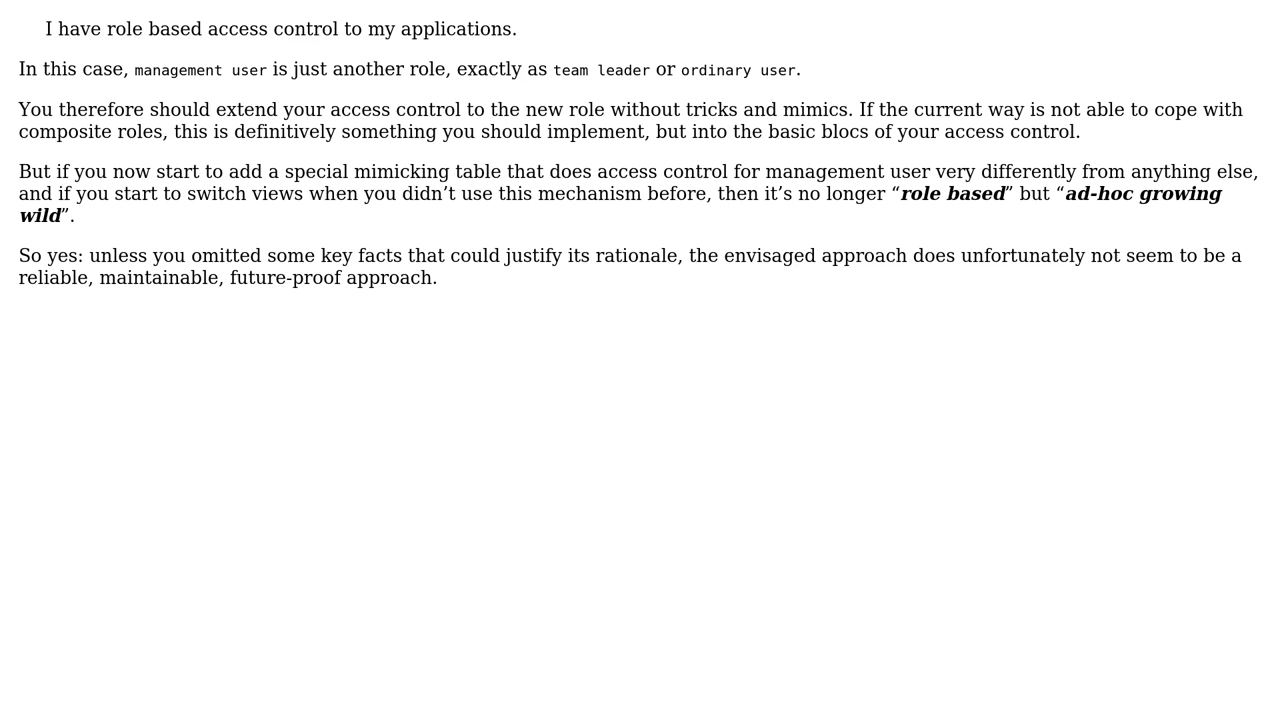 I have role based access control to my applications.
In this case, management user is just another role, exactly as team leader or ordinary user.
You therefore should extend your access control to the new role without tricks and mimics. If the current way is not able to cope with
composite roles, this is definitively something you should implement, but into the basic blocs of your access control.
But if you now start to add a special mimicking table that does access control for management user very differently from anything else,
and if you start to switch views when you didn’t use this mechanism before, then it’s no longer “role based” but “ad-hoc growing
wild”.
So yes: unless you omitted some key facts that could justify its rationale, the envisaged approach does unfortunately not seem to be a
reliable, maintainable, future-proof approach.